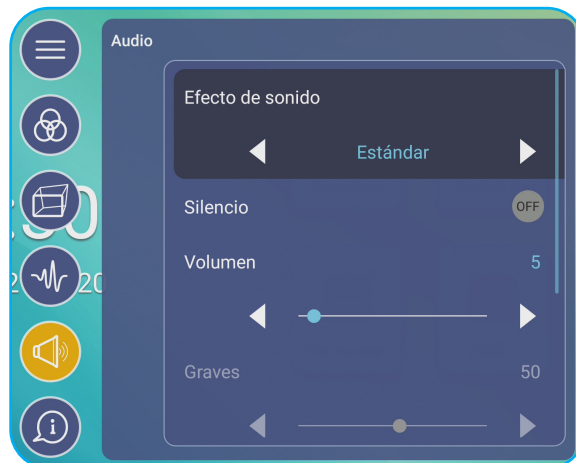 Audio
Efecto de sonido
Estándar
Silencio
OFF
Volumen
5
Graves
50